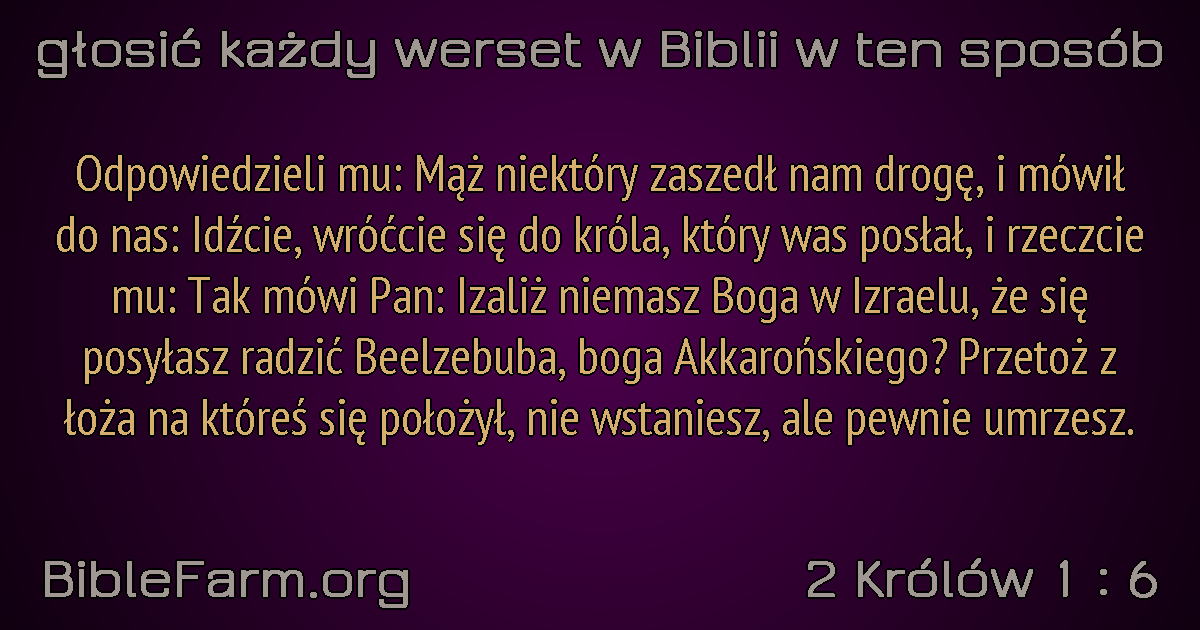 głosić każdy werset w Biblii w ten sposób
Odpowiedzieli mu: Mąż niektóry zaszedł nam drogę, i mówił
do nas: Idźcie, wróććie się do króla, który was posłał, i rzeczcie
mu: Tak mówi Pan: Izaliż niemasz Boga w Izraelu, że się
posyłasz radzić Beelzebuba, boga Akkarońskiego? Przetoż z
łoża na któreś się położył, nie wstaniesz, ale pewnie umrzesz.
BibleFarm.org
2 Królów 1 : 6